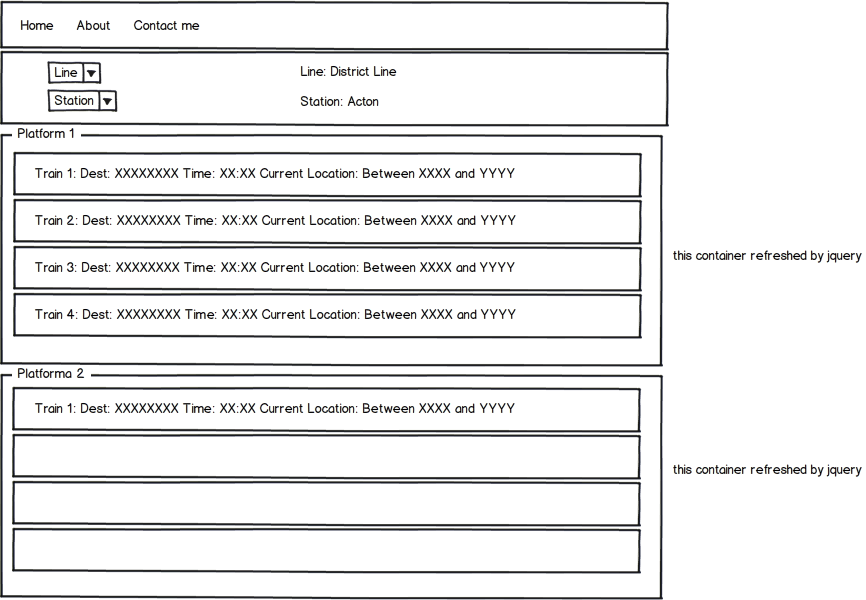 Home About Contact me
Line Line: District Line
Station Station: Acton
Platform 1
Train 1: Dest: XXXXXXXX Time: XX:XX Current Location: Between XXXX and YYYY
Train 2: Dest: XXXXXXXX Time: XX:XX Current Location: Between XXXX and YYYY
this container refreshed by jquery
Train 3: Dest: XXXXXXXX Time: XX:XX Current Location: Between XXXX and YYYY
Train 4: Dest: XXXXXXXX Time: XX:XX Current Location: Between XXXX and YYYY
Platforma 2
Train 1: Dest: XXXXXXXX Time: XX:XX Current Location: Between XXXX and YYYY
this container refreshed by jquery